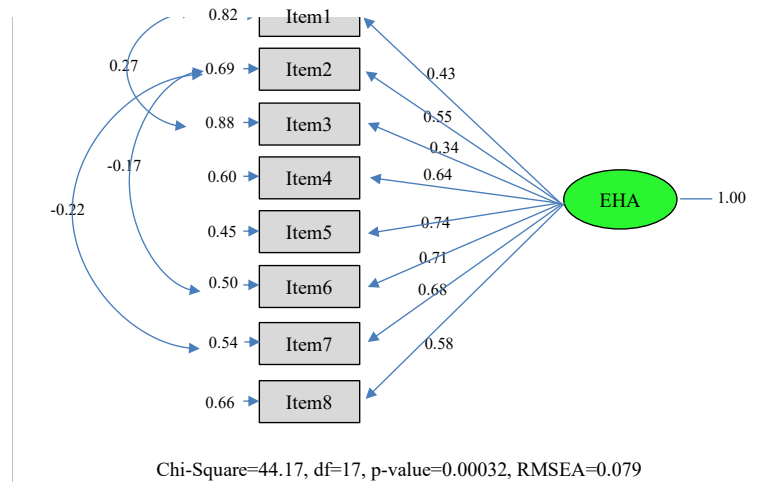 0.82 Item1
0.27 0.69 Item2 0.43
0.55
0.88 Item3
0.34
-0.17 0.60 Item4 0.64
EHA 1.00
-0.22 0.45 Item5 0.74
0.71
0.50 Item6 0.68
0.54 Item7 0.58
0.66 Item8
Chi-Square=44.17, df=17, p-value=0.00032, RMSEA=0.079